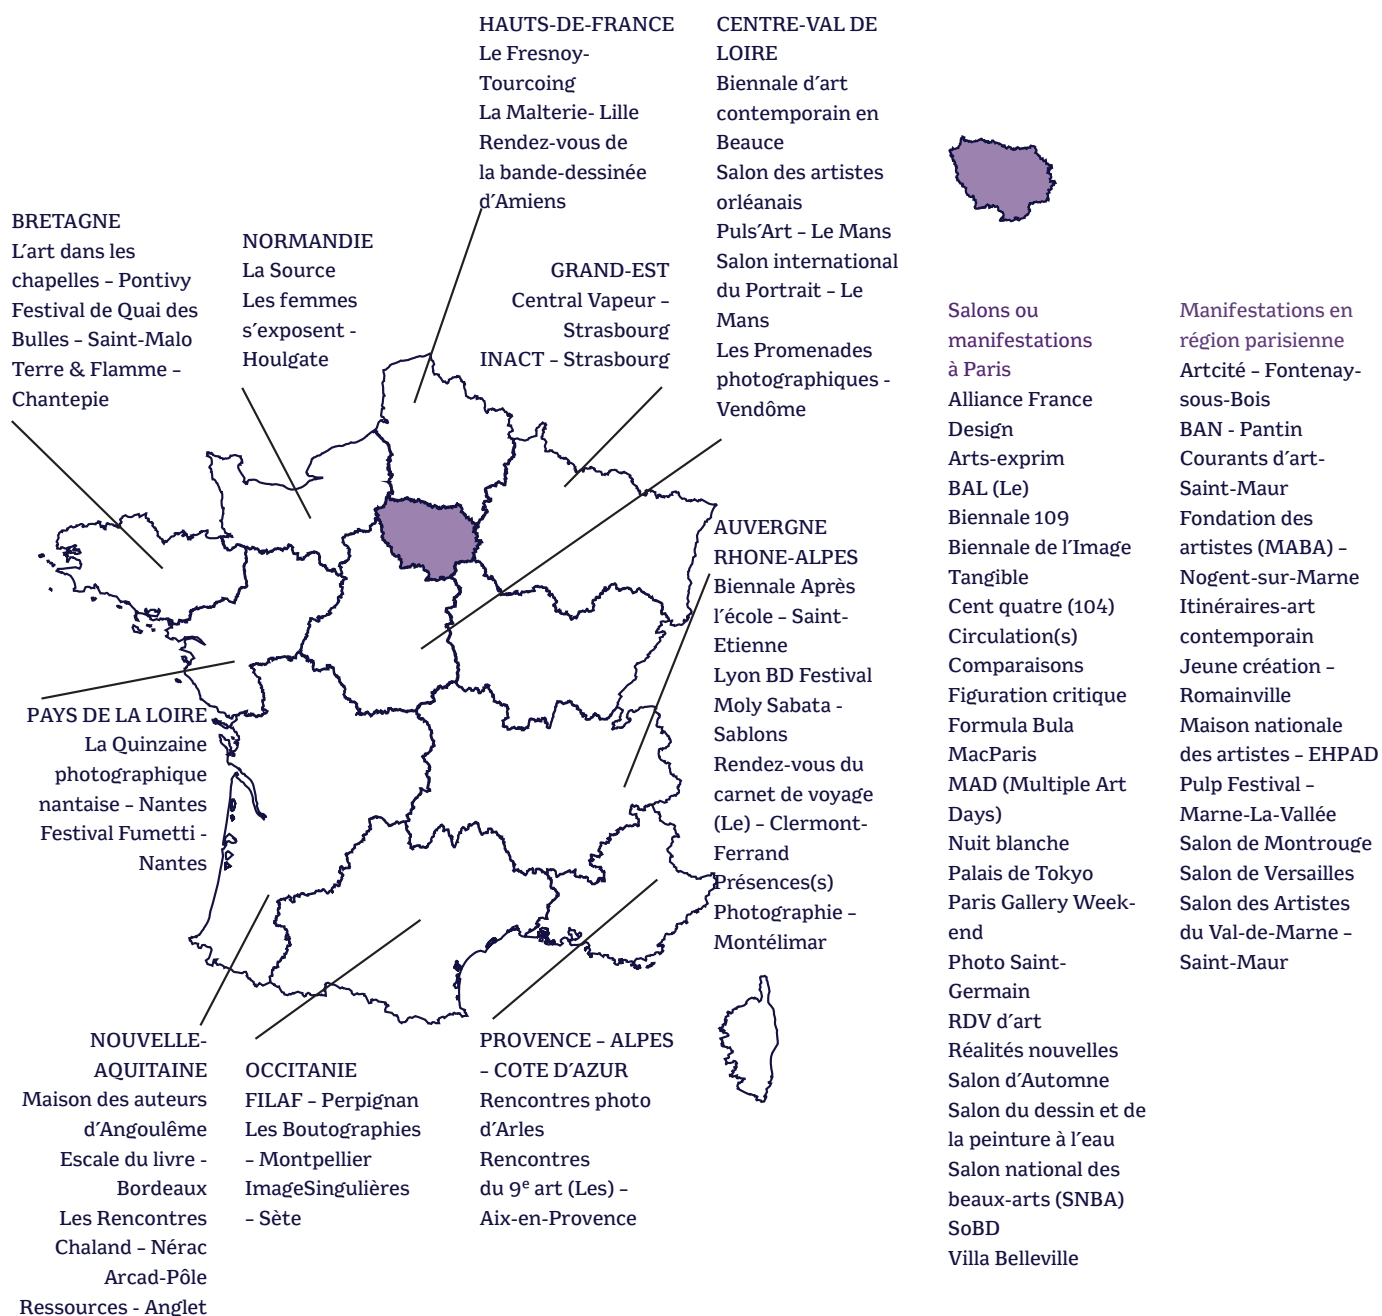 HAUTS-DE-FRANCE
Le Fresnoy-
Tourcoing
La Malterie- Lille
Rendez-vous de
la bande-dessinée
d´Amiens
CENTRE-VAL DE
LOIRE
Biennale d´art
contemporain en
Beauce
Salon des artistes
orléanais
Puls´Art – Le Mans
Salon international
du Portrait – Le
Mans
Les Promenades
photographiques -
Vendôme
BRETAGNE
L´art dans les
chapelles – Pontivy
Festival de Quai des
Bulles – Saint-Malo
Terre & Flamme –
Chantepie
NORMANDIE
La Source
Les femmes
s´exposent -
Houlgate
GRAND-EST
Central Vapeur –
Strasbourg
INACT – Strasbourg
AUVERGNE
RHONE-ALPES
Biennale Après
l´école – Saint-
Etienne
Lyon BD Festival
Moly Sabata -
Sablons
Rendez-vous du
carnet de voyage
(Le) – Clermont-
Ferrand
Présences(s)
Photographie –
Montélimar
PAYS DE LA LOIRE
La Quinzaine
photographique
nantaise – Nantes
Festival Fumetti -
Nantes
NOUVELLE-
AQUITAINE
Maison des auteurs
d´Angoulême
Escale du livre -
Bordeaux
Les Rencontres
Chaland – Nérac
Arcad-Pôle
Ressources - Anglet
OCCITANIE
FILAF – Perpignan
Les Boutographies
– Montpellier
ImageSingulières
– Sète
PROVENCE – ALPES
– COTE D´AZUR
Rencontres photo
d´Arles
Rencontres
du 9e art (Les) –
Aix-en-Provence
Salons ou
manifestations
à Paris
Alliance France
Design
Arts-exprim
BAL (Le)
Biennale 109
Biennale de l´Image
Tangible
Cent quatre (104)
Circulation(s)
Comparaisons
Figuration critique
Formula Bula
MacParis
MAD (Multiple Art
Days)
Nuit blanche
Palais de Tokyo
Paris Gallery Week-
end
Photo Saint-
Germain
RDV d´art
Réalités nouvelles
Salon d´Automne
Salon du dessin et de
la peinture à l´eau
Salon national des
beaux-arts (SNBA)
SoBD
Villa Belleville
Manifestations en
région parisienne
Artcité – Fontenay-
sous-Bois
BAN - Pantin
Courants d´art-
Saint-Maur
Fondation des
artistes (MABA) –
Nogent-sur-Marne
Itinéraires-art
contemporain
Jeune création –
Romainville
Maison nationale
des artistes – EHPAD
Pulp Festival –
Marne-La-Vallée
Salon de Montrouge
Salon de Versailles
Salon des Artistes
du Val-de-Marne –
Saint-Maur